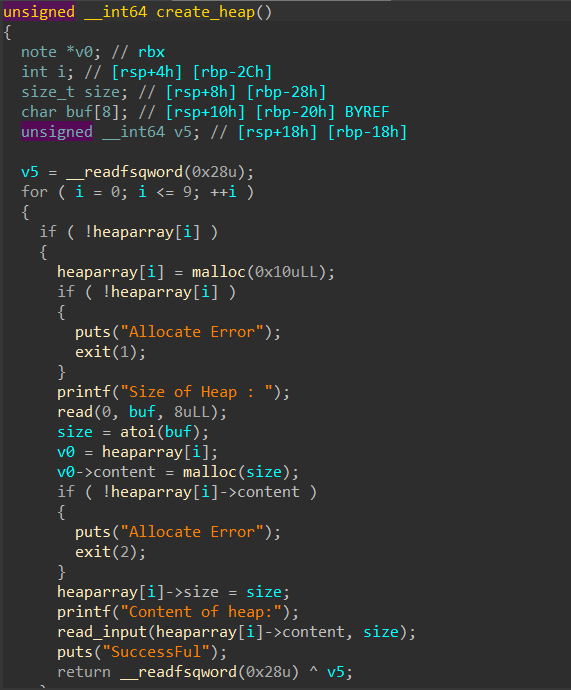 unsigned __int64 create_heap()
{
  note *v0; // rbx
  int i; // [rsp+4h] [rbp-2Ch]
  size_t size; // [rsp+8h] [rbp-28h]
  char buf[8]; // [rsp+10h] [rbp-20h] BYREF
  unsigned __int64 v5; // [rsp+18h] [rbp-18h]

  v5 = __readfsqword(0x28u);
  for ( i = 0; i <= 9; ++i )
  {
    if ( !heaparray[i] )
    {
      heaparray[i] = malloc(0x10uLL);
      if ( !heaparray[i] )
      {
        puts("Allocate Error");
        exit(1);
      }
      printf("Size of Heap : ");
      read(0, buf, 8uLL);
      size = atoi(buf);
      v0 = heaparray[i];
      v0->content = malloc(size);
      if ( !heaparray[i]->content )
      {
        puts("Allocate Error");
        exit(2);
      }
      heaparray[i]->size = size;
      printf("Content of heap:");
      read_input(heaparray[i]->content, size);
      puts("SuccessFul");
      return __readfsqword(0x28u) ^ v5;